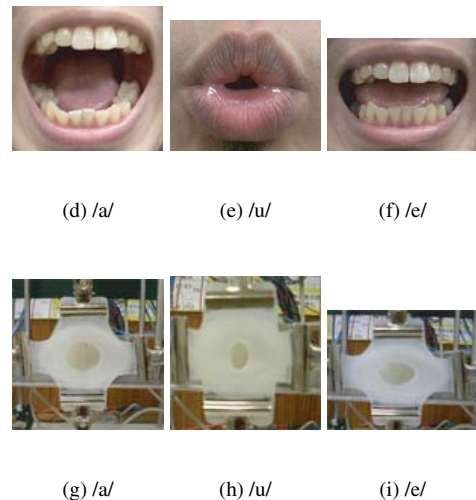 (d) /a/
(e) /u/
(f) /e/
(g) /a/
(h) /u/
(i) /e/